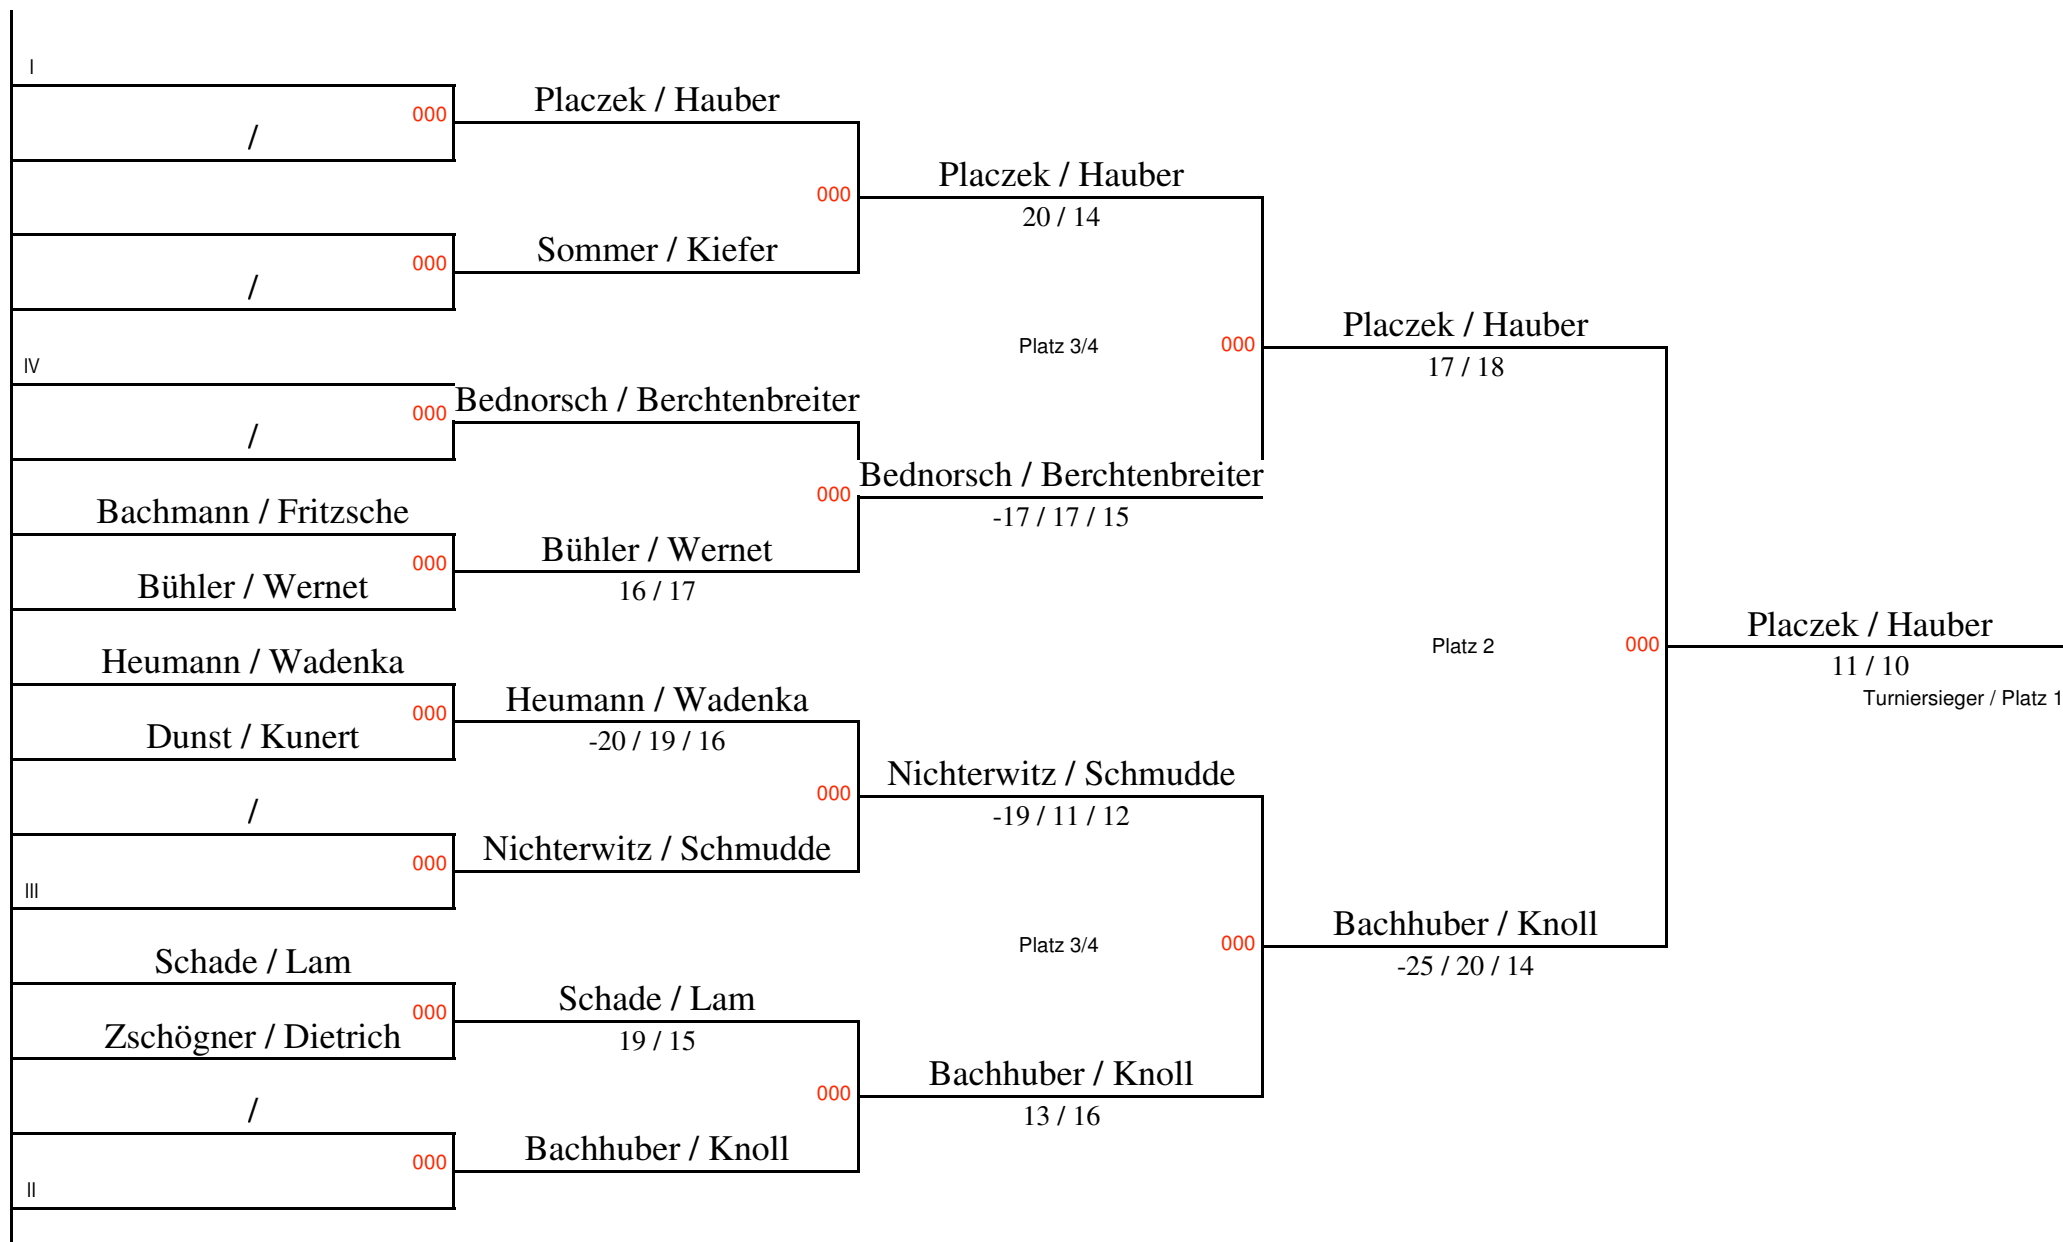 I
000
Placzek / Hauber
/
000
Placzek / Hauber
20 / 14
000
Sommer / Kiefer
/
Platz 3/4
000
Placzek / Hauber
17 / 18
IV
000
Bednorsch / Berchtenbreiter
/
000
Bednorsch / Berchtenbreiter
-17 / 17 / 15
Bachmann / Fritzsche
000
Bühler / Wernet
16 / 17
Bühler / Wernet
Platz 2
000
Placzek / Hauber
11 / 10
Turniersieger / Platz 1
Heumann / Wadenka
000
Heumann / Wadenka
-20 / 19 / 16
Dunst / Kunert
000
Nichterwitz / Schmudde
-19 / 11 / 12
/
000
Nichterwitz / Schmudde
III
Platz 3/4
000
Bachhuber / Knoll
-25 / 20 / 14
Schade / Lam
000
Schade / Lam
19 / 15
Zschögner / Dietrich
000
Bachhuber / Knoll
13 / 16
/
000
Bachhuber / Knoll
II